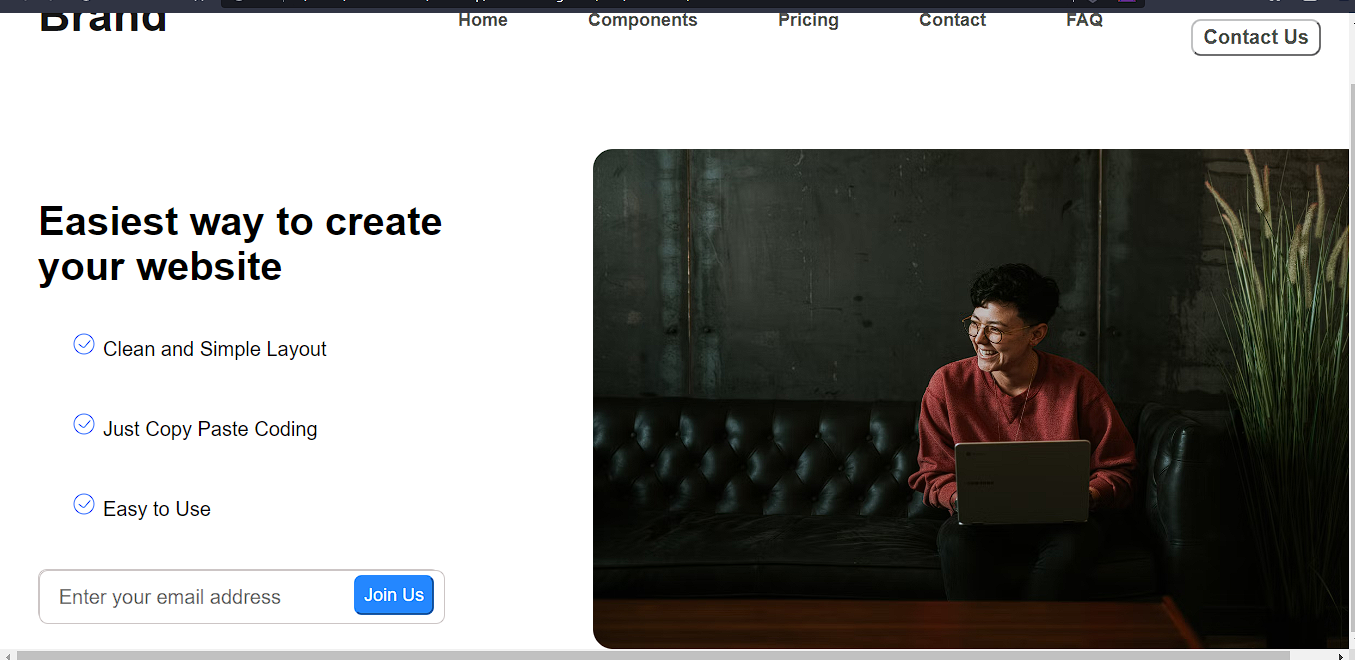 Brand
Home Components Pricing Contact FAQ
Contact Us
Easiest way to create
your website
Clean and Simple Layout
Just Copy Paste Coding
Easy to Use
Enter your email address
Join Us